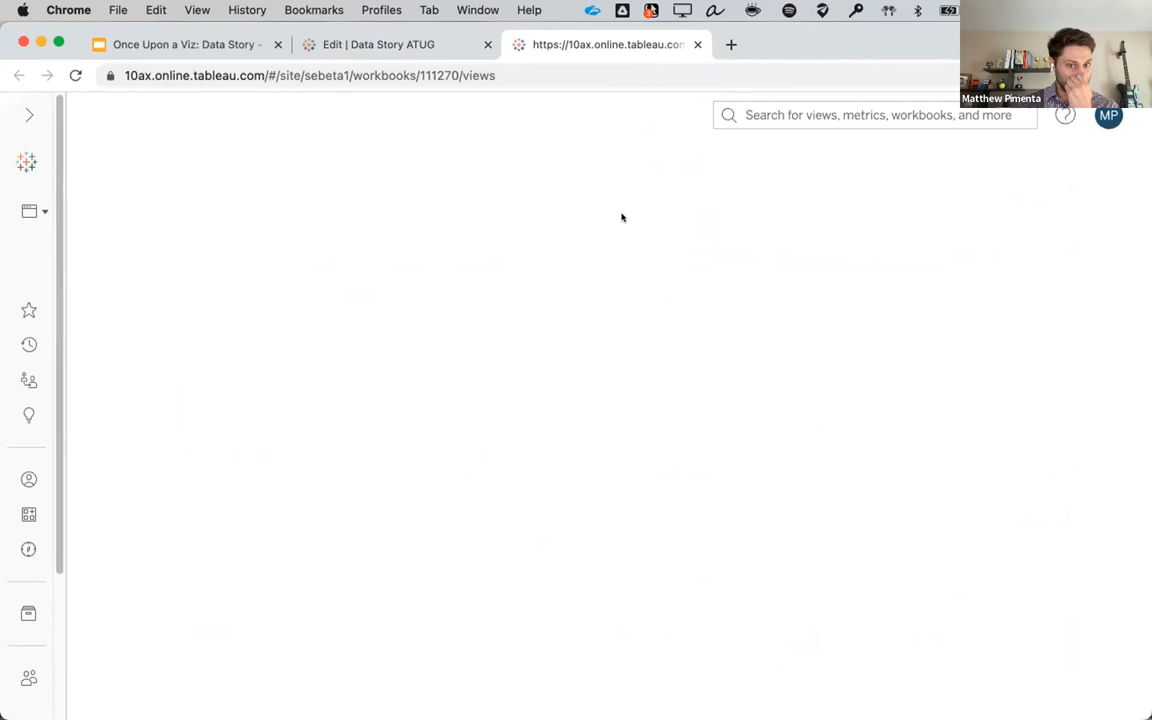 Chrome File Edit View History Bookmarks Profiles Tab Window Help
Once Upon a Viz: Data Story -
Edit | Data Story ATUG
https://10ax.online.tableau.con
Matthew Pimenta
10ax.online.tableau.com/#/site/sebeta1/workbooks/111270/views
Search for views, metrics, workbooks, and more
MP